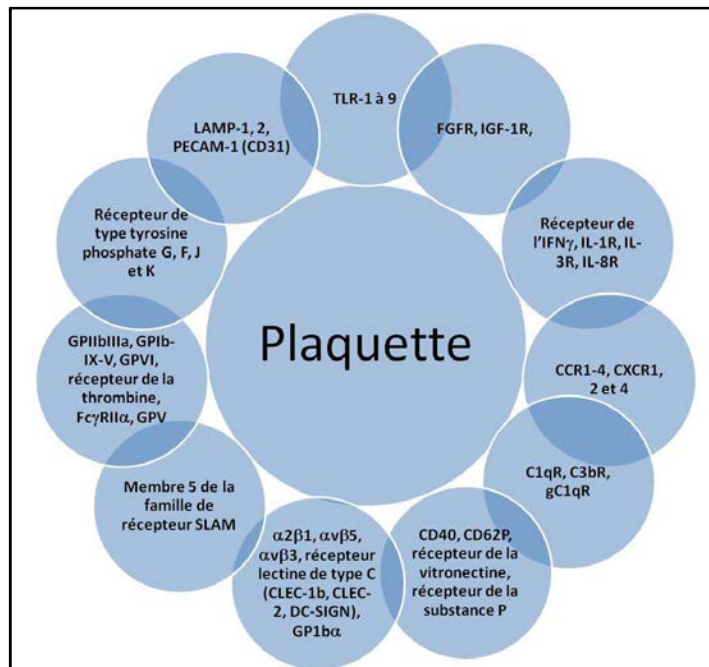 TLR-1 à 9
FGFR, IGF-1R,
Récepteur de
l'IFNγ, IL-1R, IL-
3R, IL-8R
CCR1-4, CXCR1,
2 et 4
C1qR, C3bR,
gC1qR
CD40, CD62P,
récepteur de la
vitronectine,
récepteur de la
substance P
α2β1, αvβ5,
αvβ3, récepteur
lectine de type C
(CLEC-1b, CLEC-
2, DC-SIGN),
GP1bα
Membre 5 de la
famille de
récepteur SLAM
GPIIbIIIa, GPIb-
IX-V, GPVI,
récepteur de la
thrombine,
FcγRIIα, GPV
Récepteur de
type tyrosine
phosphate G, F, J
et K
LAMP-1, 2,
PECAM-1 (CD31)
Plaquette